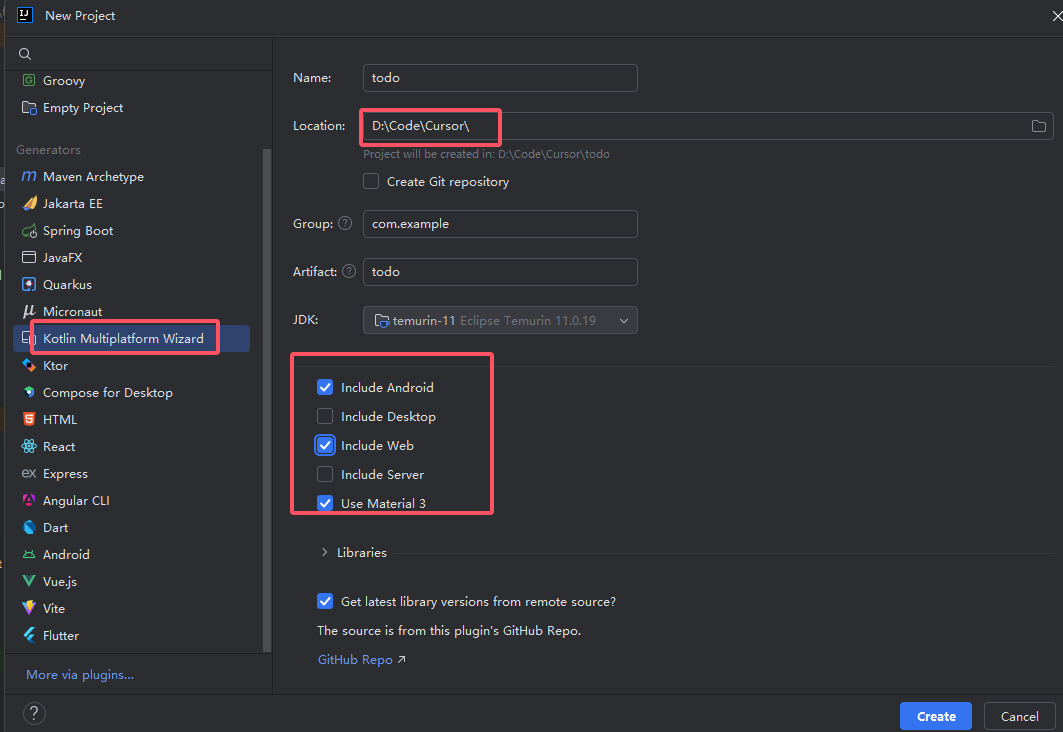 New Project
Groovy
Empty Project
Generators
Maven Archetype
Jakarta EE
Spring Boot
JavaFX
Quarkus
Micronaut
Kotlin Multiplatform Wizard
Ktor
Compose for Desktop
HTML
React
Express
Angular CLI
Dart
Android
Vue.js
Vite
Flutter
More via plugins...
Name: todo
Location: D:\Code\Cursor\
Project will be created in: D:\Code\Cursor\todo
Create Git repository
Group: com.example
Artifact: todo
JDK: temurin-11 Eclipse Temurin 11.0.19
Include Android
Include Desktop
Include Web
Include Server
Use Material 3
Libraries
Get latest library versions from remote source?
The source is from this plugin's GitHub Repo.
GitHub Repo ↗
?
Create
Cancel